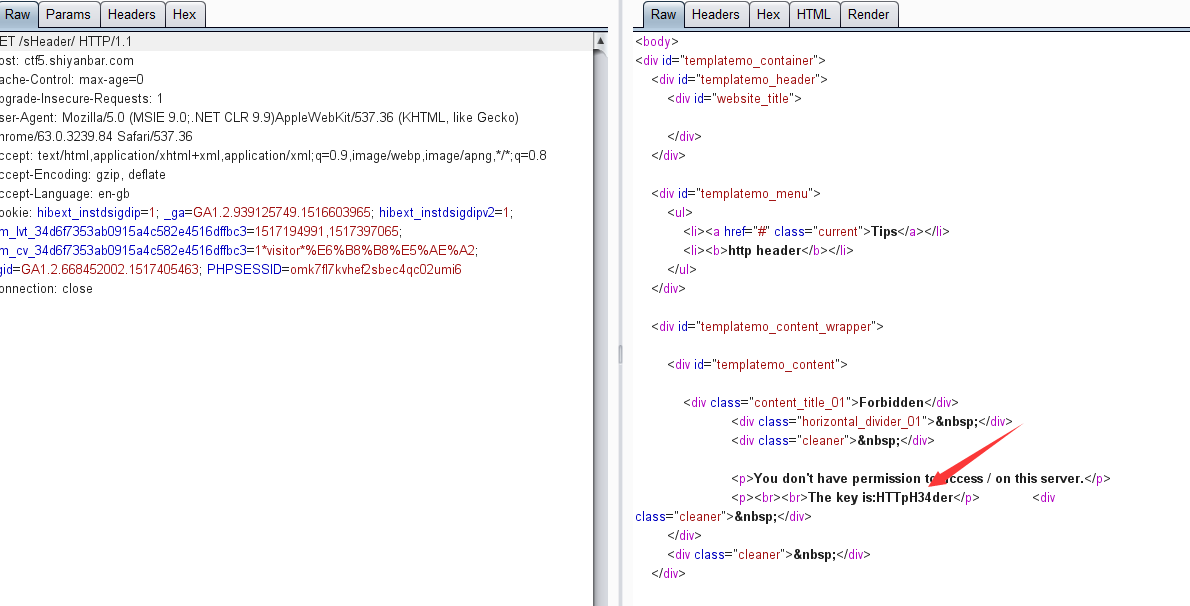 Raw Params Headers Hex
ET /sHeader/ HTTP/1.1
ost: ctf5.shiyanbar.com
ache-Control: max-age=0
pgrade-Insecure-Requests: 1
ser-Agent: Mozilla/5.0 (MSIE 9.0;.NET CLR 9.9)AppleWebKit/537.36 (KHTML, like Gecko)
hrome/63.0.3239.84 Safari/537.36
ccept: text/html,application/xhtml+xml,application/xml;q=0.9,image/webp,image/apng,*/*;q=0.8
ccept-Encoding: gzip, deflate
ccept-Language: en-gb
ookie: hibext_instdsigdip=1; _ga=GA1.2.939125749.1516603965; hibext_instdsigdipv2=1;
m_lvt_34d6f7353ab0915a4c582e4516dffbc3=1517194991,1517397065;
m_cv_34d6f7353ab0915a4c582e4516dffbc3=1*visitor*%E6%B8%B8%E5%AE%A2;
gid=GA1.2.668452002.1517405463; PHPSESSID=omk7fl7kvhef2sbec4qc02umi6
onnection: close
Raw Headers Hex HTML Render
<body>
<div id="templatemo_container">
<div id="templatemo_header">
<div id="website_title">
</div>
</div>
<div id="templatemo_menu">
<ul>
<li><a href="#" class="current">Tips</a></li>
<li><b>http header</b></li>
</ul>
</div>
<div id="templatemo_content_wrapper">
<div id="templatemo_content">
<div class="content_title_01">Forbidden</div>
<div class="horizontal_divider_01">&nbsp;</div>
<div class="cleaner">&nbsp;</div>
<p>You don't have permission to access / on this server.</p>
<p><br><br>The key is:HTTpH34der</p> <div
class="cleaner">&nbsp;</div>
</div>
<div class="cleaner">&nbsp;</div>
</div>